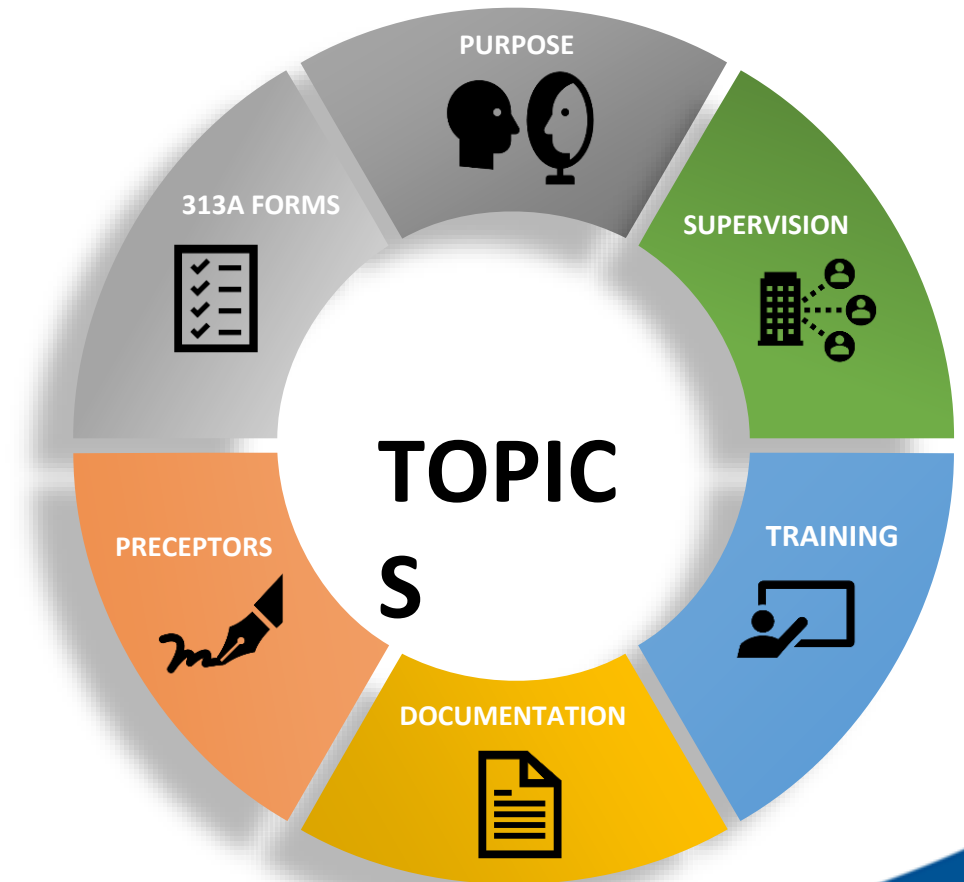 PURPOSE
313A FORMS
SUPERVISION
TOPIC
S
PRECEPTORS
TRAINING
DOCUMENTATION